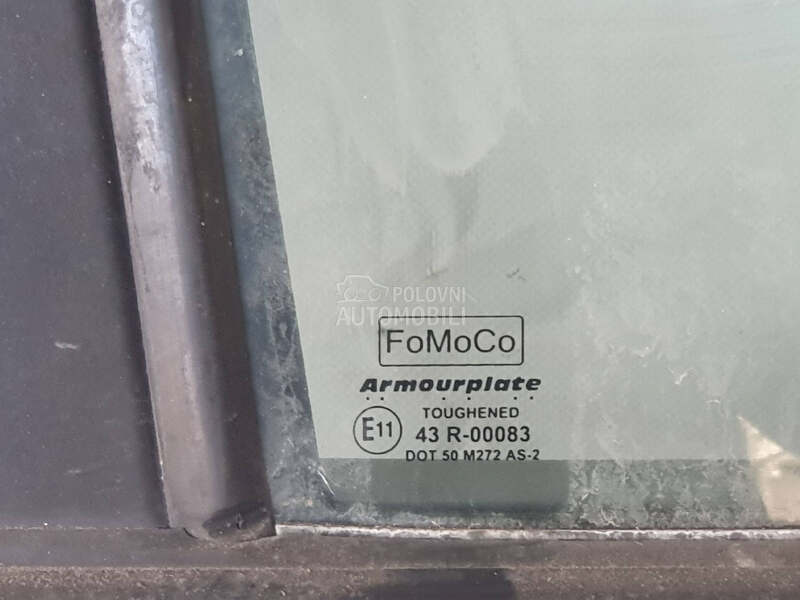 POLOVNI
AUTOMOBILI
FoMoCo
Armourplate
TOUGHENED
E11 43 R-00083
DOT 50 M272 AS-2